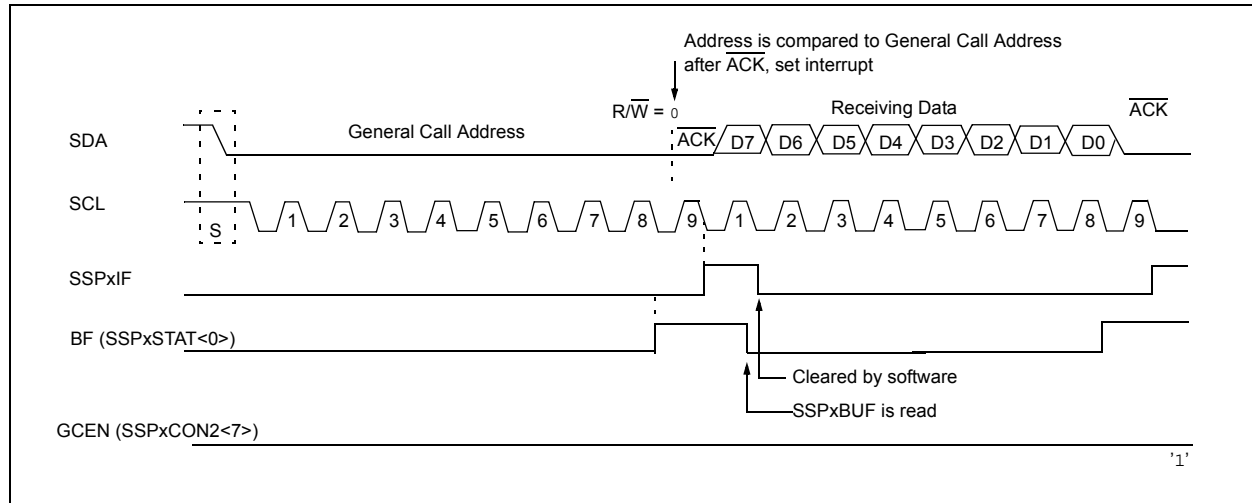 Address is compared to General Call Address
after ACK, set interrupt
R/W = 0
Receiving Data
ACK
SDA
General Call Address
ACK
D7 D6 D5 D4 D3 D2 D1 D0
SCL
S
1 2 3 4 5 6 7 8 9 1 2 3 4 5 6 7 8 9
SSPxIF
BF (SSPxSTAT<0>)
Cleared by software
SSPxBUF is read
GCEN (SSPxCON2<7>)
'1'